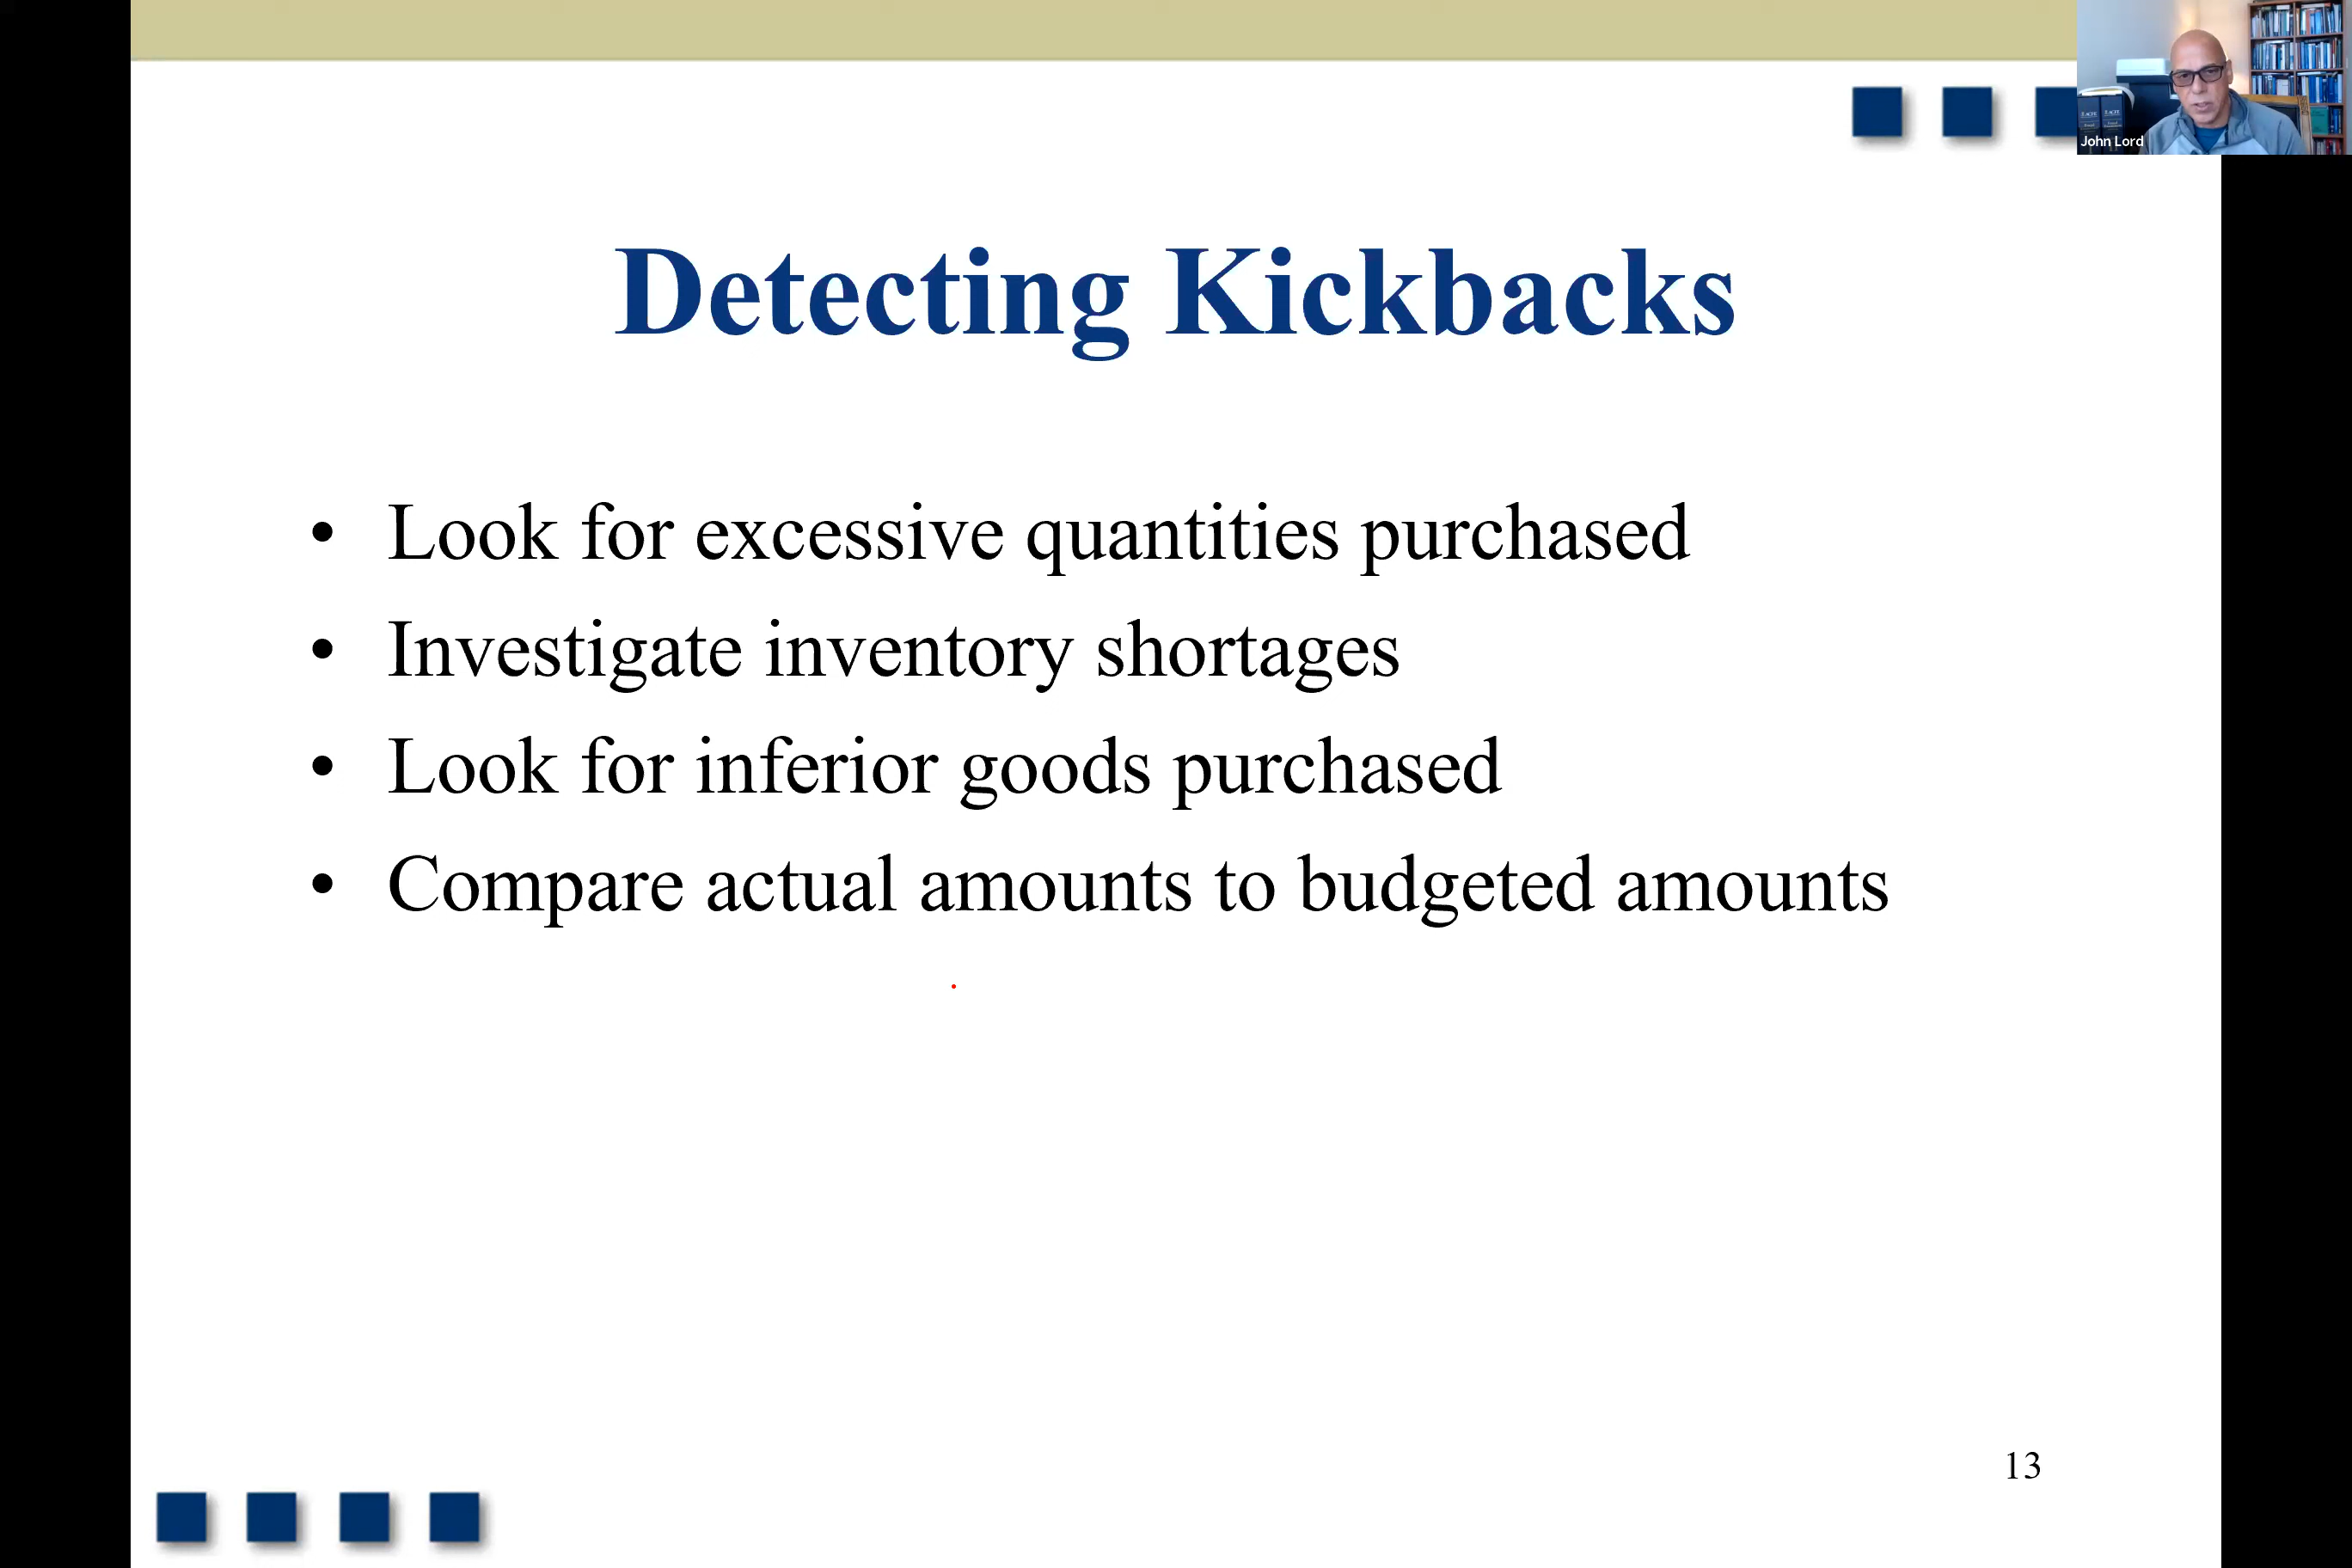 John Lord
Detecting Kickbacks
• Look for excessive quantities purchased
• Investigate inventory shortages
• Look for inferior goods purchased
• Compare actual amounts to budgeted amounts
13